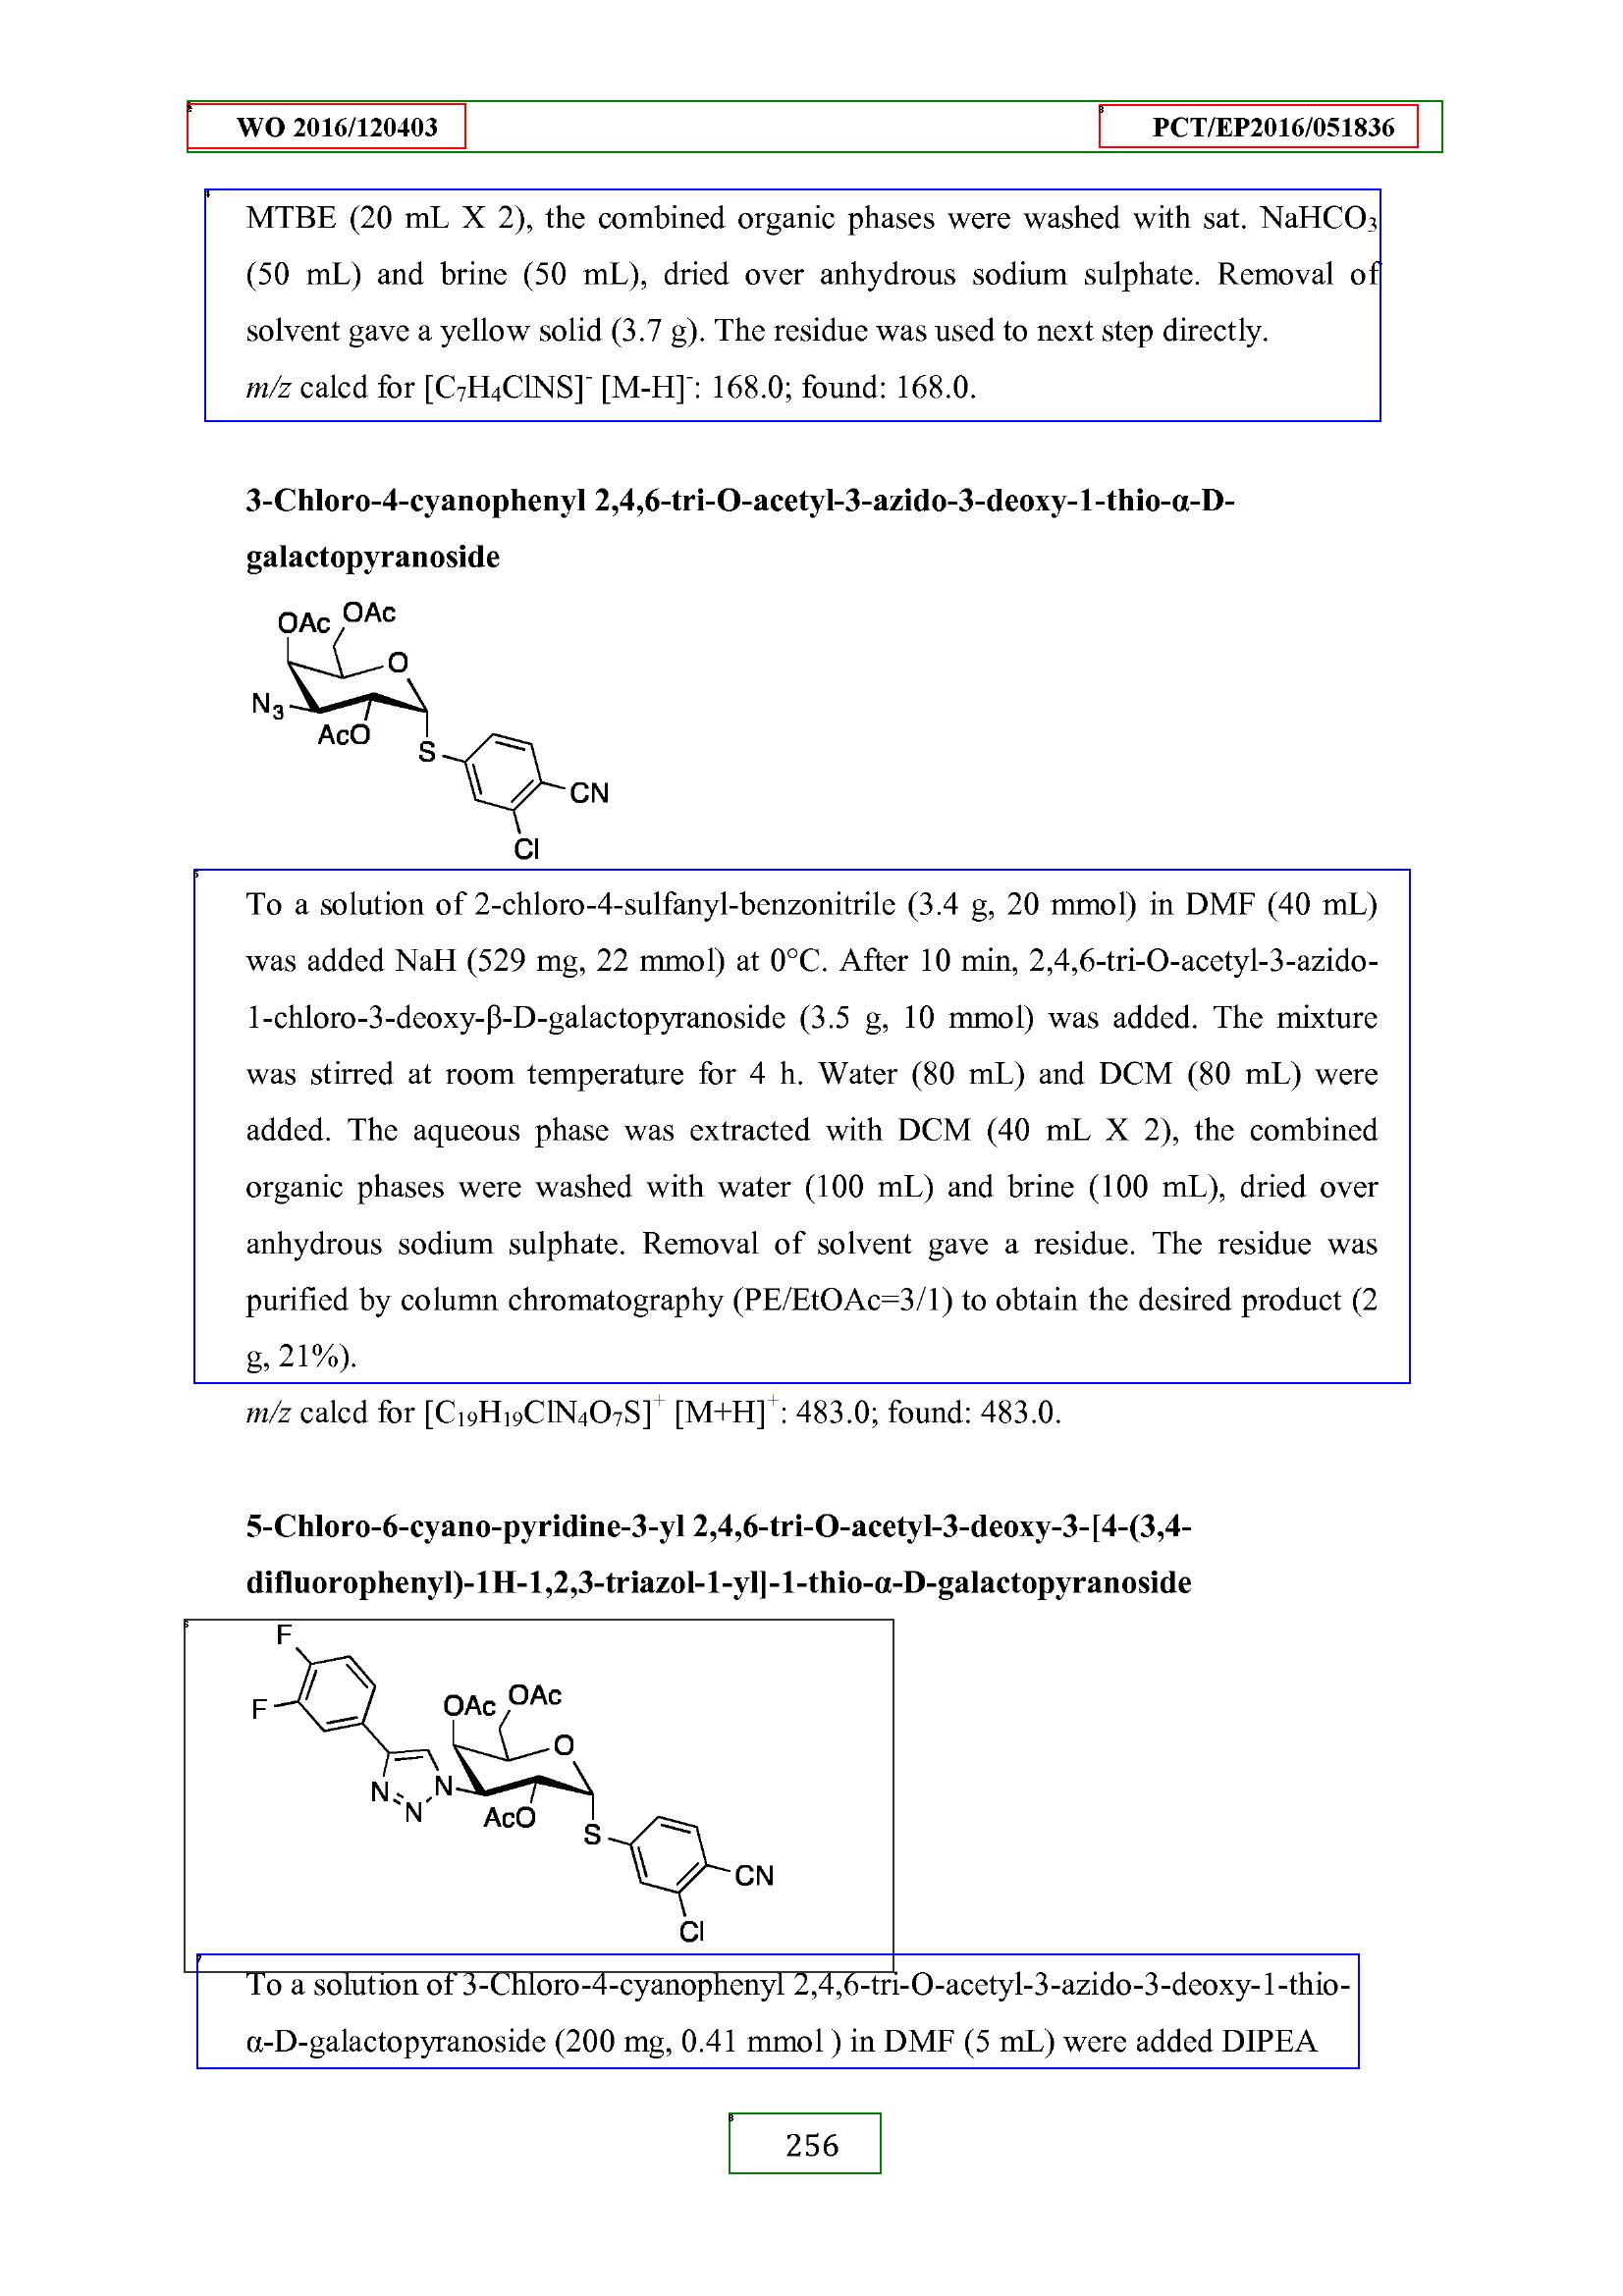 WO 2016/120403 PCT/EP2016/051836
MTBE (20 mL X 2), the combined organic phases were washed with sat. NaHCO₃
(50 mL) and brine (50 mL), dried over anhydrous sodium sulphate. Removal of
solvent gave a yellow solid (3.7 g). The residue was used to next step directly.
m/z calcd for [C₇H₄ClNS]⁻ [M-H]⁻: 168.0; found: 168.0.
3-Chloro-4-cyanophenyl 2,4,6-tri-O-acetyl-3-azido-3-deoxy-1-thio-α-D-
galactopyranoside
OAc OAc
O
N₃
AcO
S
CN
Cl
To a solution of 2-chloro-4-sulfanyl-benzonitrile (3.4 g, 20 mmol) in DMF (40 mL)
was added NaH (529 mg, 22 mmol) at 0°C. After 10 min, 2,4,6-tri-O-acetyl-3-azido-
1-chloro-3-deoxy-β-D-galactopyranoside (3.5 g, 10 mmol) was added. The mixture
was stirred at room temperature for 4 h. Water (80 mL) and DCM (80 mL) were
added. The aqueous phase was extracted with DCM (40 mL X 2), the combined
organic phases were washed with water (100 mL) and brine (100 mL), dried over
anhydrous sodium sulphate. Removal of solvent gave a residue. The residue was
purified by column chromatography (PE/EtOAc=3/1) to obtain the desired product (2
g, 21%).
m/z calcd for [C₁₉H₁₉ClN₄O₇S]⁺ [M+H]⁺: 483.0; found: 483.0.
5-Chloro-6-cyano-pyridine-3-yl 2,4,6-tri-O-acetyl-3-deoxy-3-[4-(3,4-
difluorophenyl)-1H-1,2,3-triazol-1-yl]-1-thio-α-D-galactopyranoside
F
F OAc OAc
O
N N N
AcO
S
CN
Cl
To a solution of 3-Chloro-4-cyanophenyl 2,4,6-tri-O-acetyl-3-azido-3-deoxy-1-thio-
α-D-galactopyranoside (200 mg, 0.41 mmol ) in DMF (5 mL) were added DIPEA
256